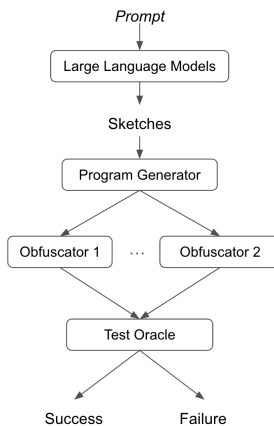 Prompt
Large Language Models
Sketches
Program Generator
Obfuscator 1 ... Obfuscator 2
Test Oracle
Success Failure